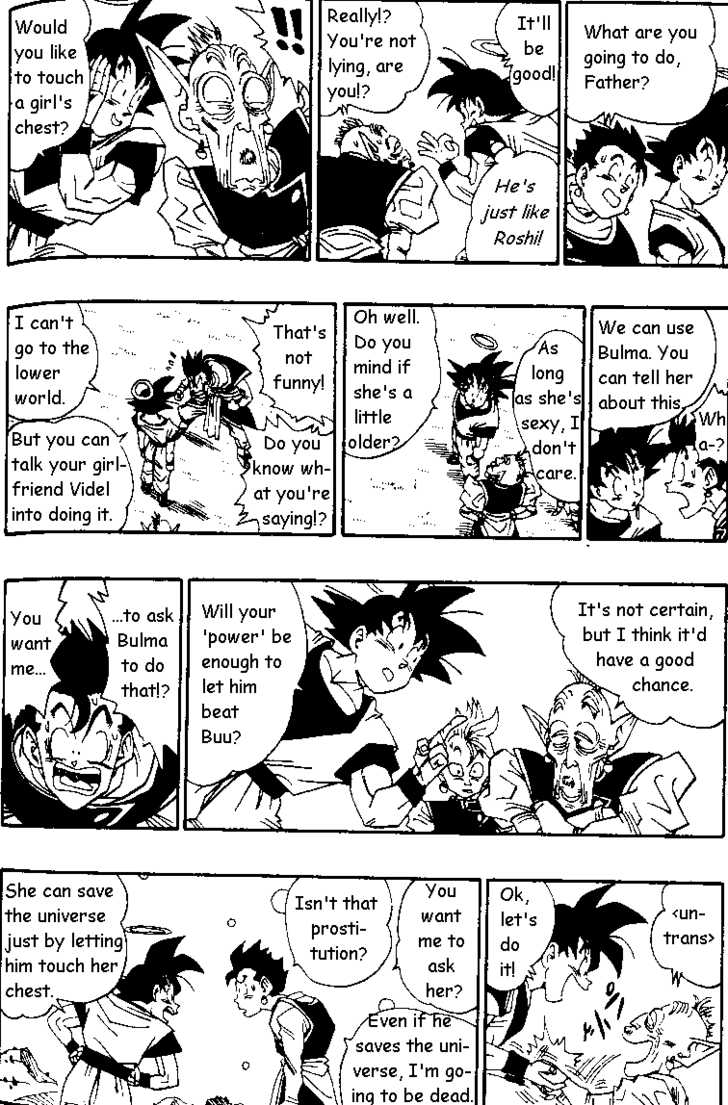 Would
you like
to touch
a girl's
chest?
!!
Really!?
You're not
lying, are
you!?
It'll
be
good!
He's
just like
Roshi!
What are you
going to do,
Father?
I can't
go to the
lower
world.
But you can
talk your girl-
friend Videl
into doing it.
That's
not
funny!
Do you
know wh-
at you're
saying!?
Oh well.
Do you
mind if
she's a
little
older?
As
long
as she's
sexy, I
don't
care.
We can use
Bulma. You
can tell her
about this.
Wh
a-?
You
want
me...
...to ask
Bulma
to do
that!?
Will your
'power' be
enough to
let him
beat
Buu?
It's not certain,
but I think it'd
have a good
chance.
She can save
the universe
just by letting
him touch her
chest.
Isn't that
prosti-
tution?
You
want
me to
ask
her?
Even if he
saves the uni-
verse, I'm go-
ing to be dead.
Ok,
let's
do
it!
<un-
trans>